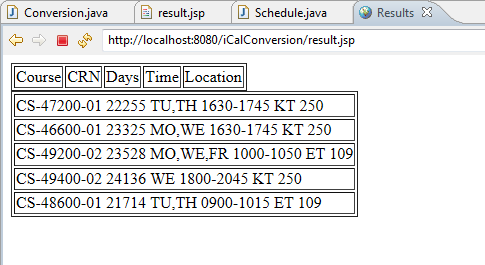 Conversion.java result.jsp Schedule.java Results
http://localhost:8080/iCalConversion/result.jsp
Course CRN Days Time Location
CS-47200-01 22255 TU,TH 1630-1745 KT 250
CS-46600-01 23325 MO,WE 1630-1745 KT 250
CS-49200-02 23528 MO,WE,FR 1000-1050 ET 109
CS-49400-02 24136 WE 1800-2045 KT 250
CS-48600-01 21714 TU,TH 0900-1015 ET 109